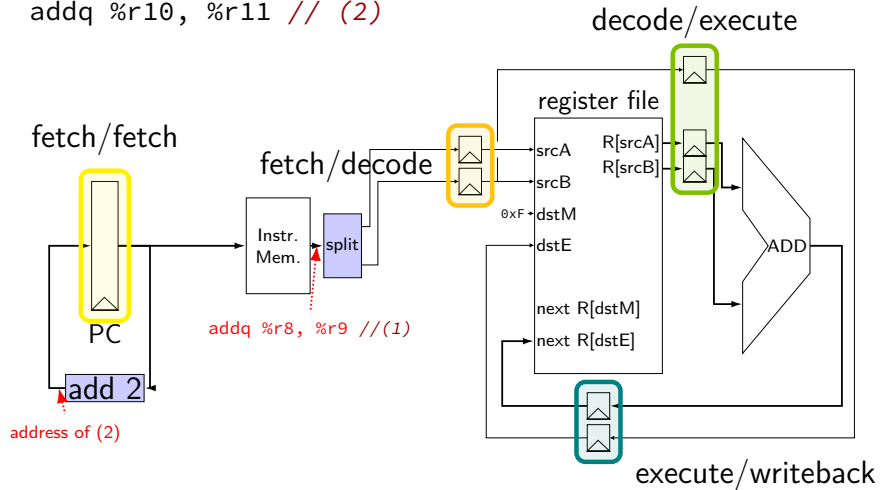 addq %r10, %r11 // (2)
decode/execute
register file
fetch/fetch
fetch/decode
srcA
R[srcA]
srcB
R[srcB]
0xF
dstM
dstE
Instr.
Mem.
split
ADD
addq %r8, %r9 //(1)
PC
next R[dstM]
next R[dstE]
add 2
address of (2)
execute/writeback